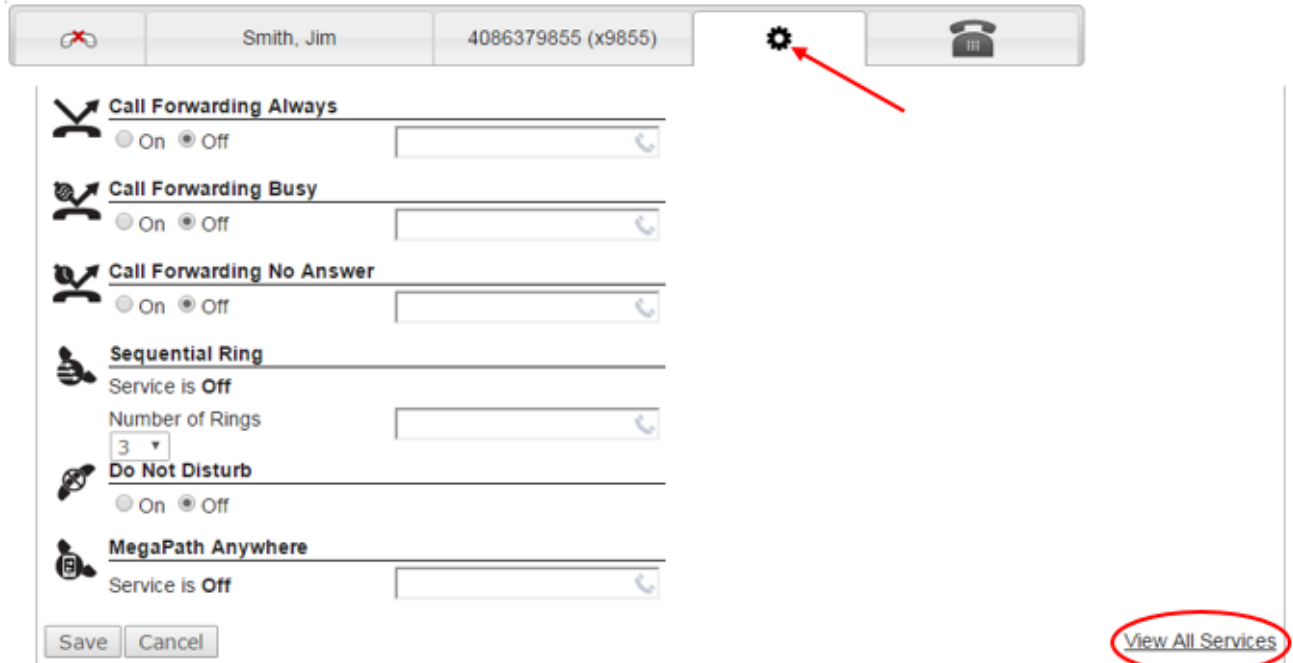 Smith, Jim 4086379855 (x9855)
Call Forwarding Always
On Off
Call Forwarding Busy
On Off
Call Forwarding No Answer
On Off
Sequential Ring
Service is Off
Number of Rings
3
Do Not Disturb
On Off
MegaPath Anywhere
Service is Off
Save Cancel View All Services